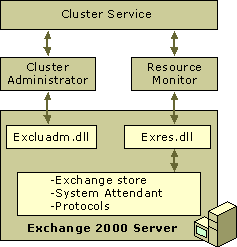 Cluster Service
Cluster
Administrator
Resource
Monitor
Excluadm.dll
Exres.dll
-Exchange store
-System Attendant
-Protocols
Exchange 2000 Server